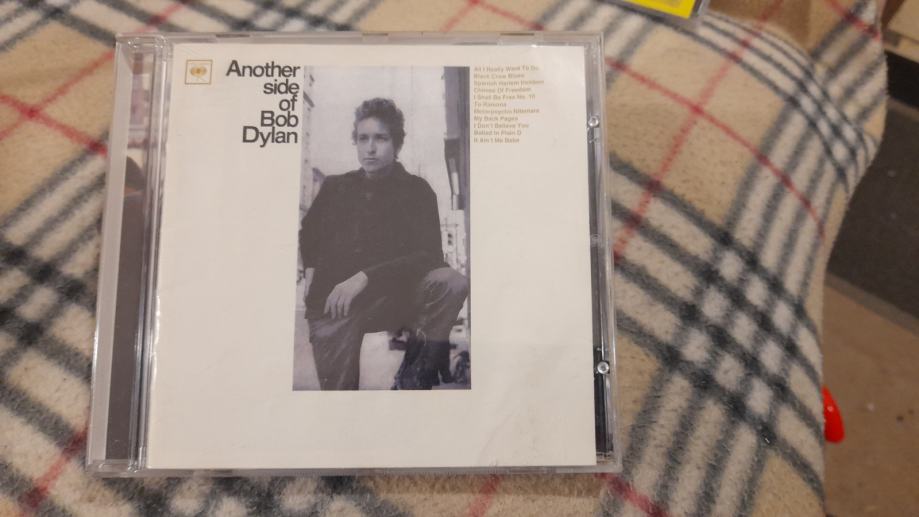 Another
side
of
Bob
Dylan
All I Really Want To Do
Black Crow Blues
Spanish Harlem Incident
Chimes Of Freedom
I Shall Be Free No. 10
To Ramona
Motorpsycho Nitemare
My Back Pages
I Don't Believe You
Ballad In Plain D
It Ain't Me Babe